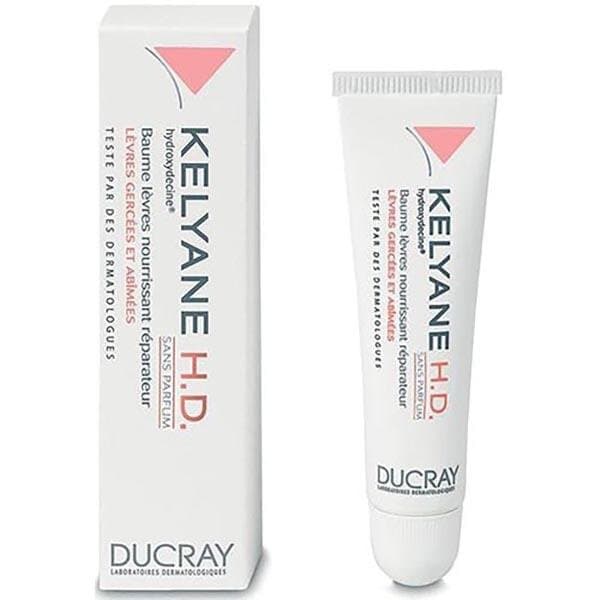 KELYANE H.D.
hydroxydecine®
SANS PARFUM
Baume lèvres nourrissant réparateur
LÈVRES GERCÉES ET ABÎMÉES
TESTÉ PAR DES DERMATOLOGUES
DUCRAY
LABORATOIRES DERMATOLOGIQUES
KELYANE H.D.
hydroxydecine®
SANS PARFUM
Baume lèvres nourrissant réparateur
LÈVRES GERCÉES ET ABÎMÉES
TESTÉ PAR DES DERMATOLOGUES
DUCRAY
LABORATOIRES DERMATOLOGIQUES